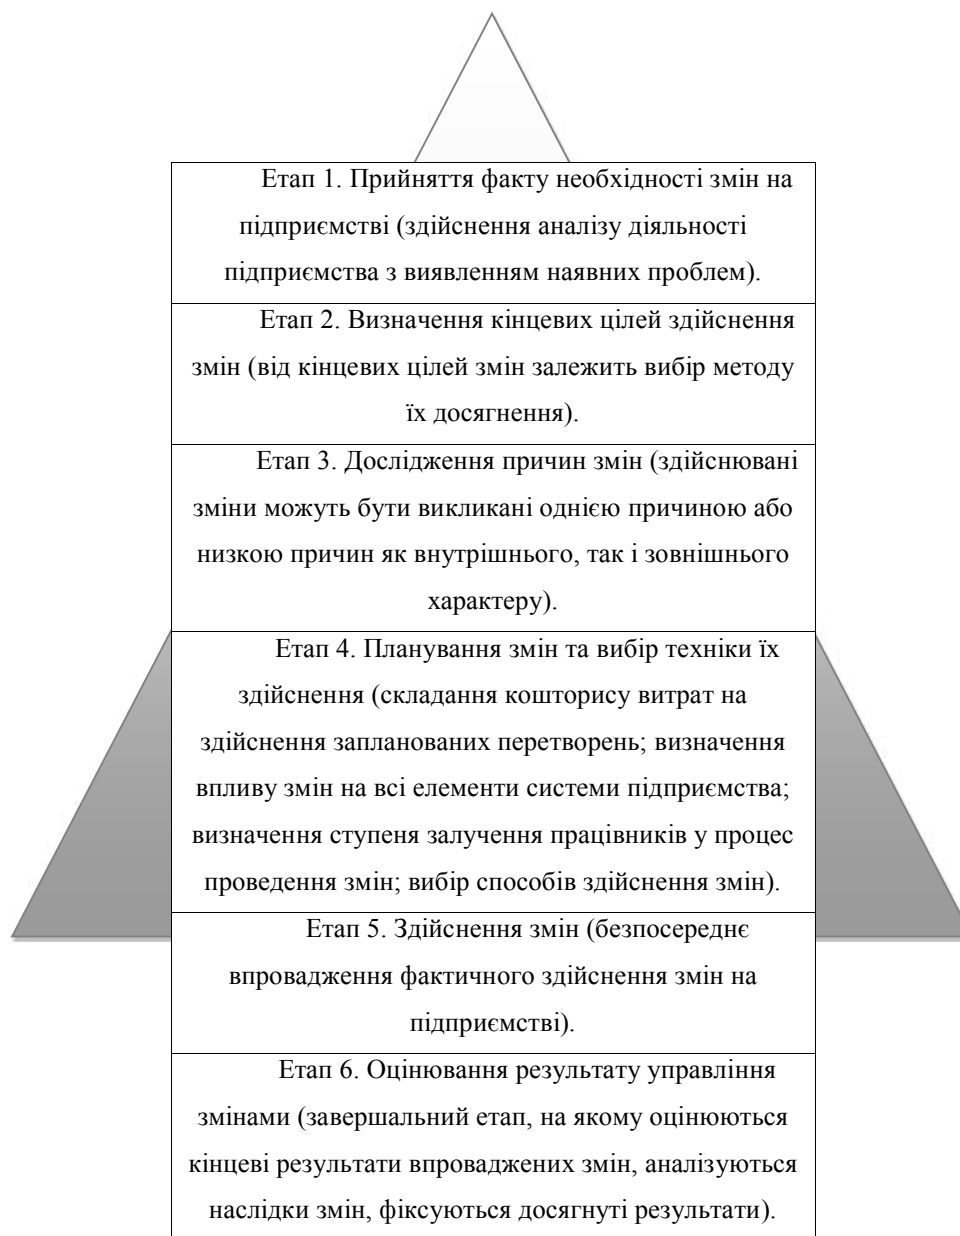 Етап 1. Прийняття факту необхідності змін на
підприємстві (здійснення аналізу діяльності
підприємства з виявленням наявних проблем).
Етап 2. Визначення кінцевих цілей здійснення
змін (від кінцевих цілей змін залежить вибір методу
їх досягнення).
Етап 3. Дослідження причин змін (здійснювані
зміни можуть бути викликані однією причиною або
низкою причин як внутрішнього, так і зовнішнього
характеру).
Етап 4. Планування змін та вибір техніки їх
здійснення (складання кошторису витрат на
здійснення запланованих перетворень; визначення
впливу змін на всі елементи системи підприємства;
визначення ступеня залучення працівників у процес
проведення змін; вибір способів здійснення змін).
Етап 5. Здійснення змін (безпосереднє
впровадження фактичного здійснення змін на
підприємстві).
Етап 6. Оцінювання результату управління
змінами (завершальний етап, на якому оцінюються
кінцеві результати впроваджених змін, аналізуються
наслідки змін, фіксуються досягнуті результати).